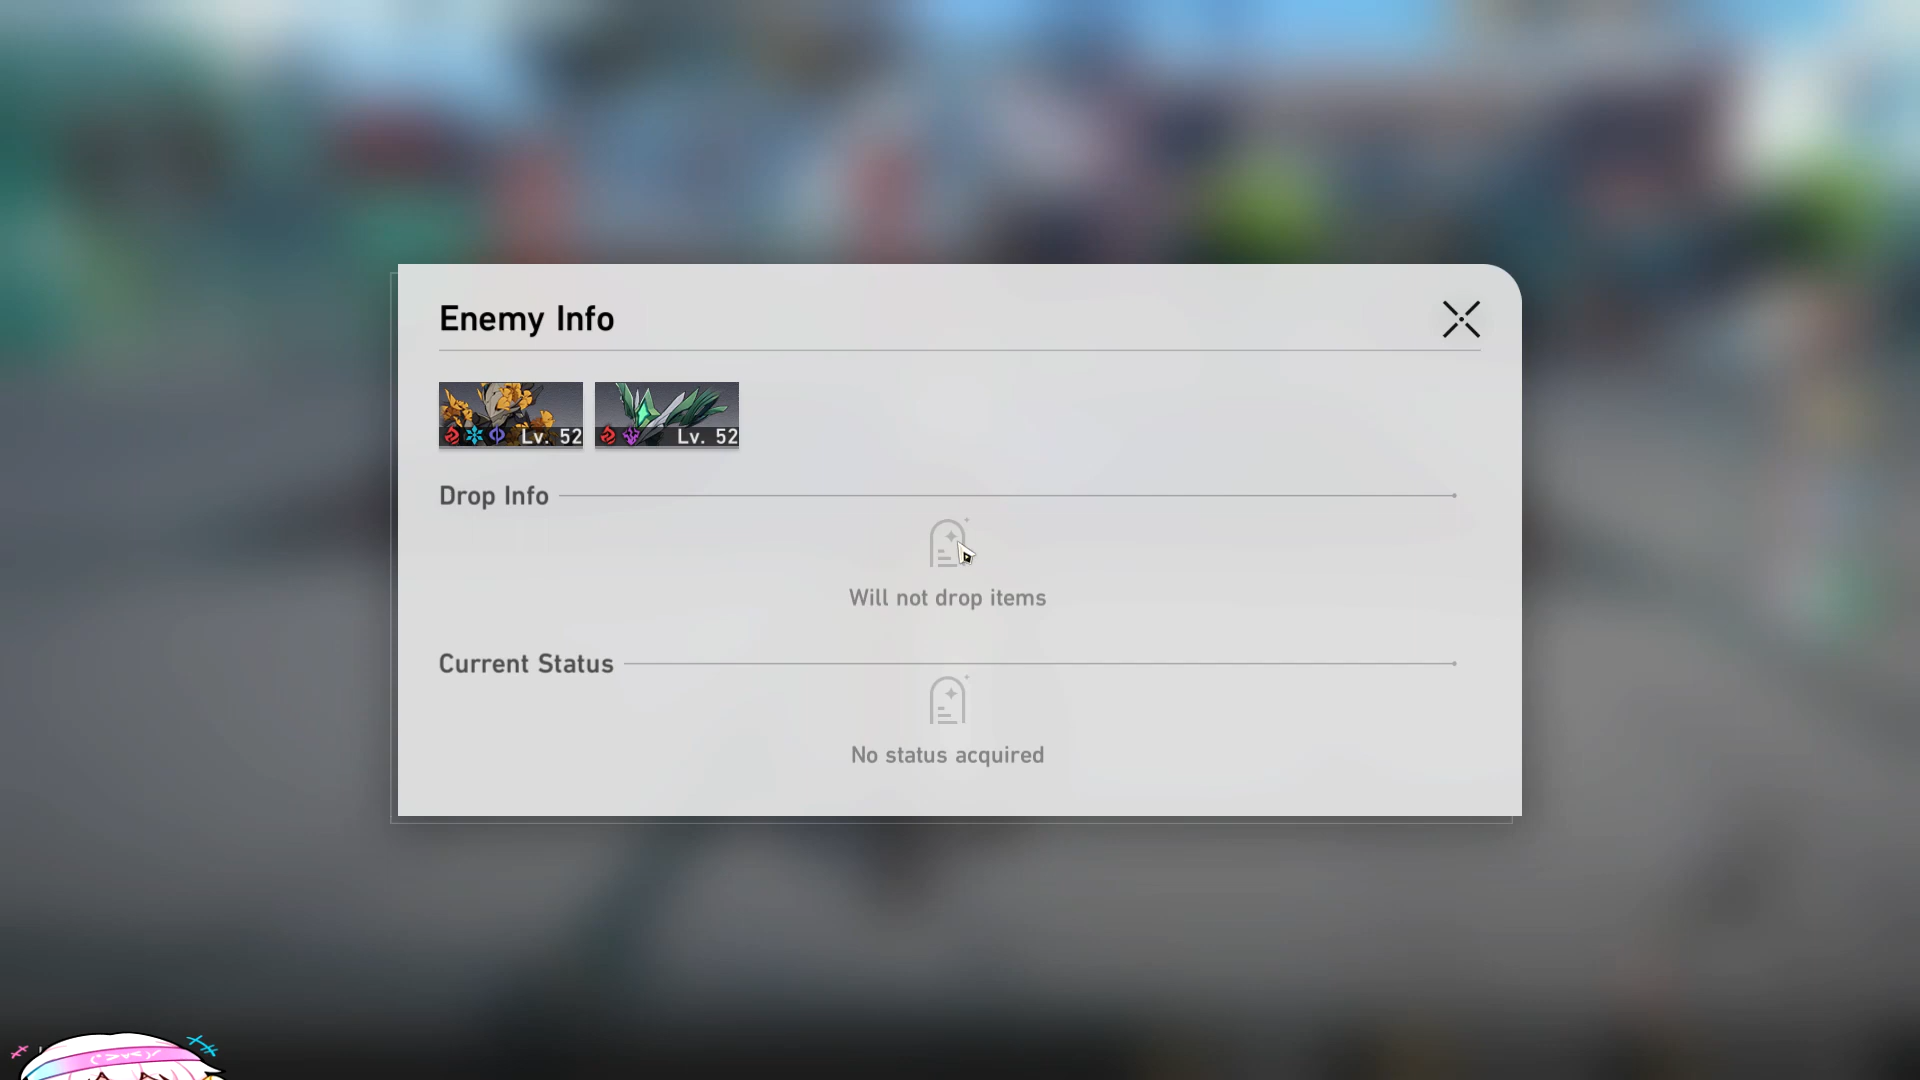 Enemy Info
Lv. 52
Lv. 52
Drop Info
Will not drop items
Current Status
No status acquired